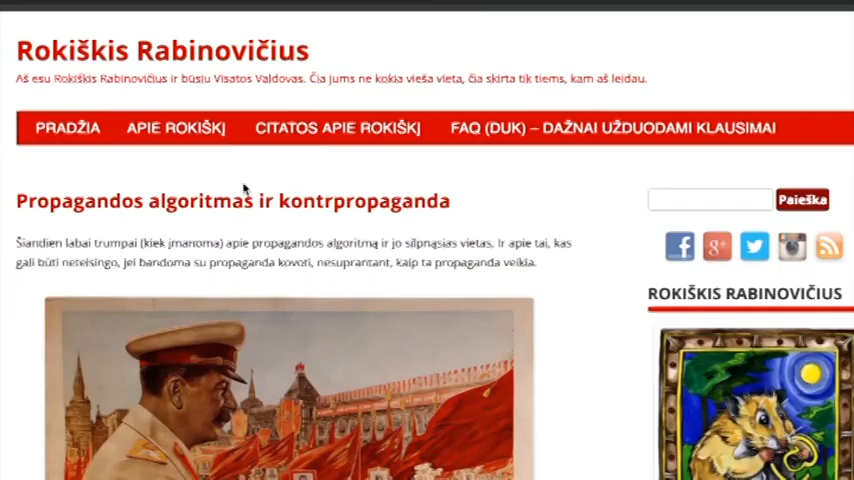 Rokiškis Rabinovičius
Aš esu Rokiškis Rabinovičius ir būsiu Visatos Valdovas. Čia jums ne kokia vieša vieta, čia skirta tik tiems, kam aš leidau.
PRADŽIA APIE ROKIŠKĮ CITATOS APIE ROKIŠKĮ FAQ (DUK) – DAŽNAI UŽDUODAMI KLAUSIMAI
Propagandos algoritmas ir kontrpropaganda
Paieška
Šiandien labai trumpai (kiek įmanoma) apie propagandos algoritmą ir jo silpnąsias vietas. Ir apie tai, kas
gali būti neteisingo, jei bandoma su propaganda kovoti, nesuprantant, kaip ta propaganda veikia.
ROKIŠKIS RABINOVIČIUS